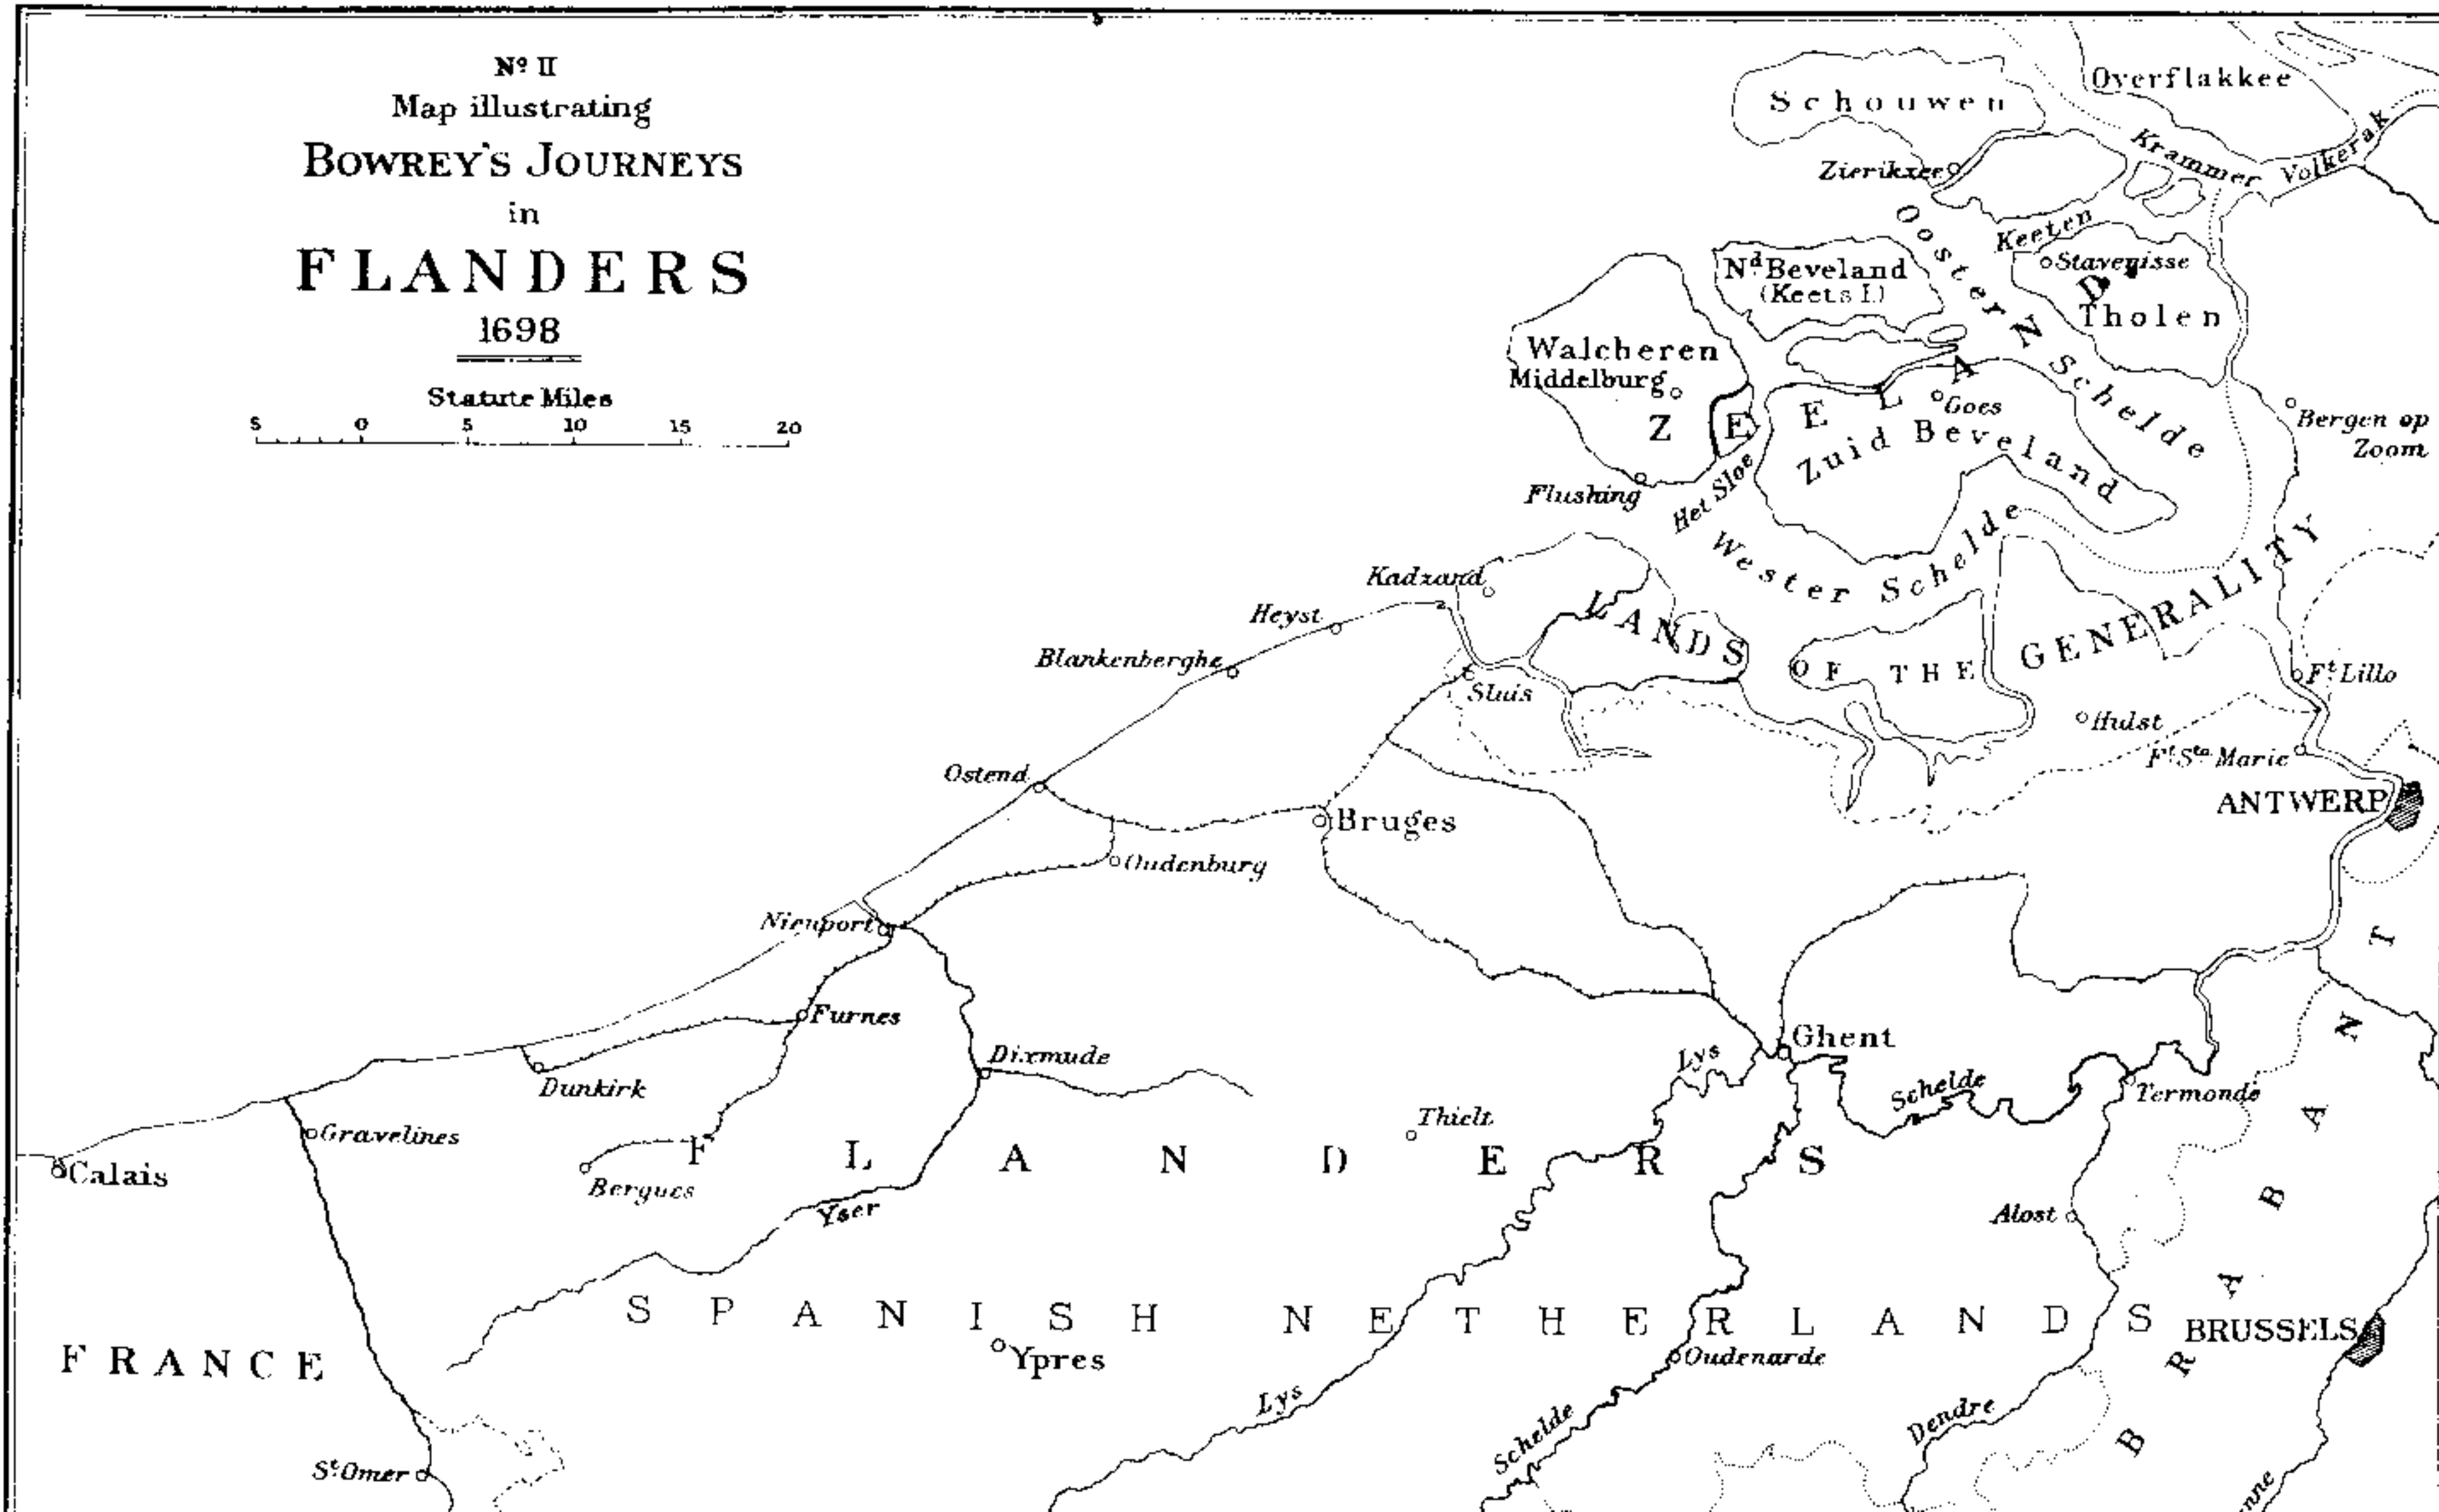 Nº II
Map illustrating
BOWREY'S JOURNEYS
in
FLANDERS
1698
Statute Miles
5 0 5 10 15 20
Schouwen
Overflakkee
Krammer
Volkerak
Zierikzee
Keeten
Ooster Schelde
Stavenisse
Tholen
Nd. Beveland
(Keets I.)
Walcheren
Middelburg
ZEELAND
Goes
Zuid Beveland
Bergen op
Zoom
Flushing
Het Sloe
Wester Schelde
Kadzand
Heyst
Blankenberghe
LANDS OF THE GENERALITY
Sluis
Ft. Lillo
Hulst
Ft. Sta. Marie
Ostend
ANTWERP
Bruges
Oudenburg
Nieuport
Furnes
Ghent
Dixmude
Lys
Dunkirk
Schelde
Termonde
Thielt
Gravelines
Calais
FLANDERS
Bergues
Yser
Alost
SPANISH NETHERLANDS
BRABANT
BRUSSELS
FRANCE
Ypres
Oudenarde
Lys
Schelde
Dendre
St. Omer